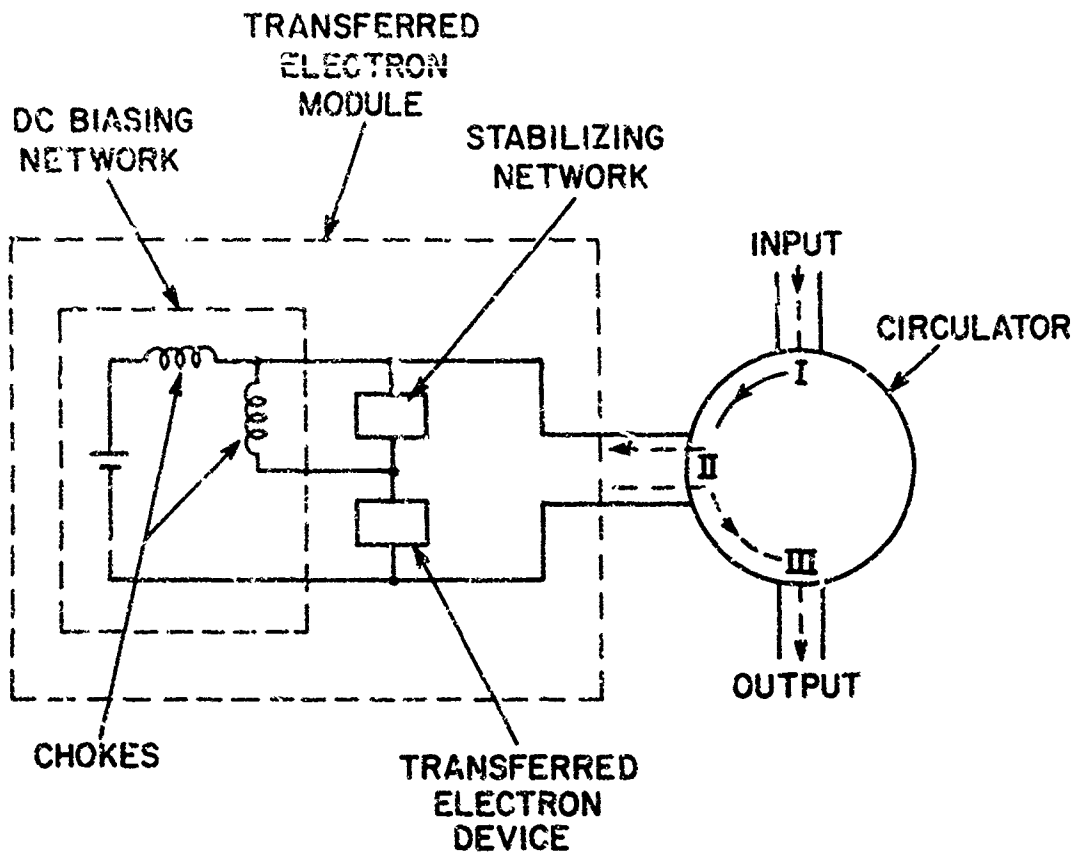 TRANSFERRED
ELECTRON
MODULE
DC BIASING
NETWORK
STABILIZING
NETWORK
INPUT
CIRCULATOR
I
II
III
OUTPUT
CHOKES
TRANSFERRED
ELECTRON
DEVICE